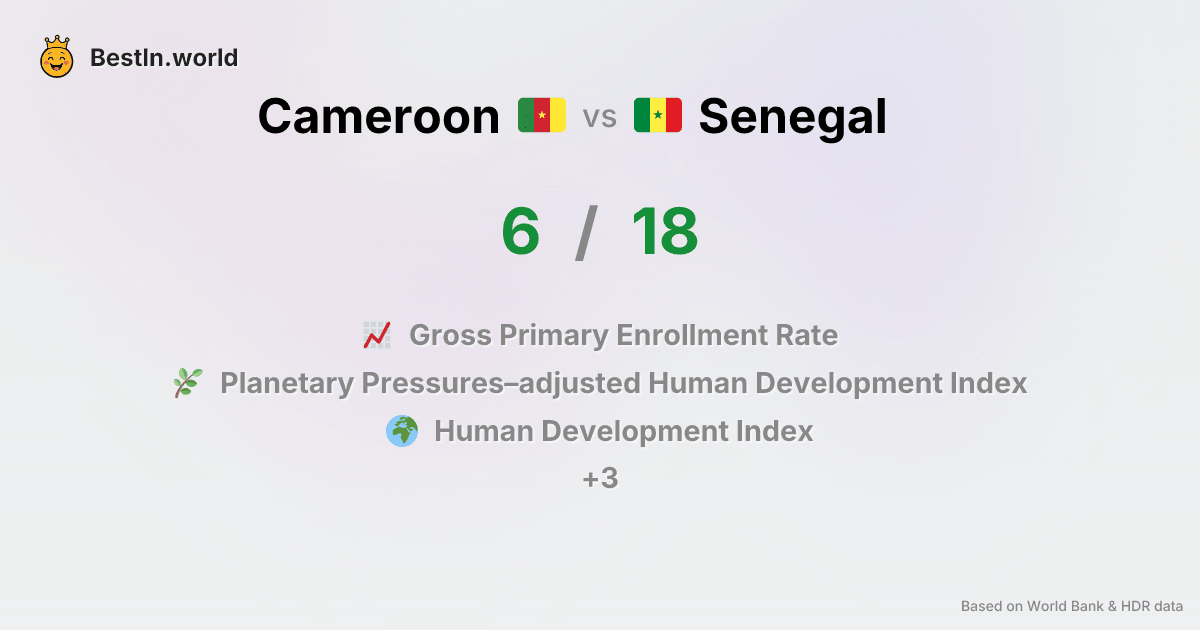 BestIn.world
Cameroon vs Senegal
6 / 18
Gross Primary Enrollment Rate
Planetary Pressures–adjusted Human Development Index
Human Development Index
+3
Based on World Bank & HDR data